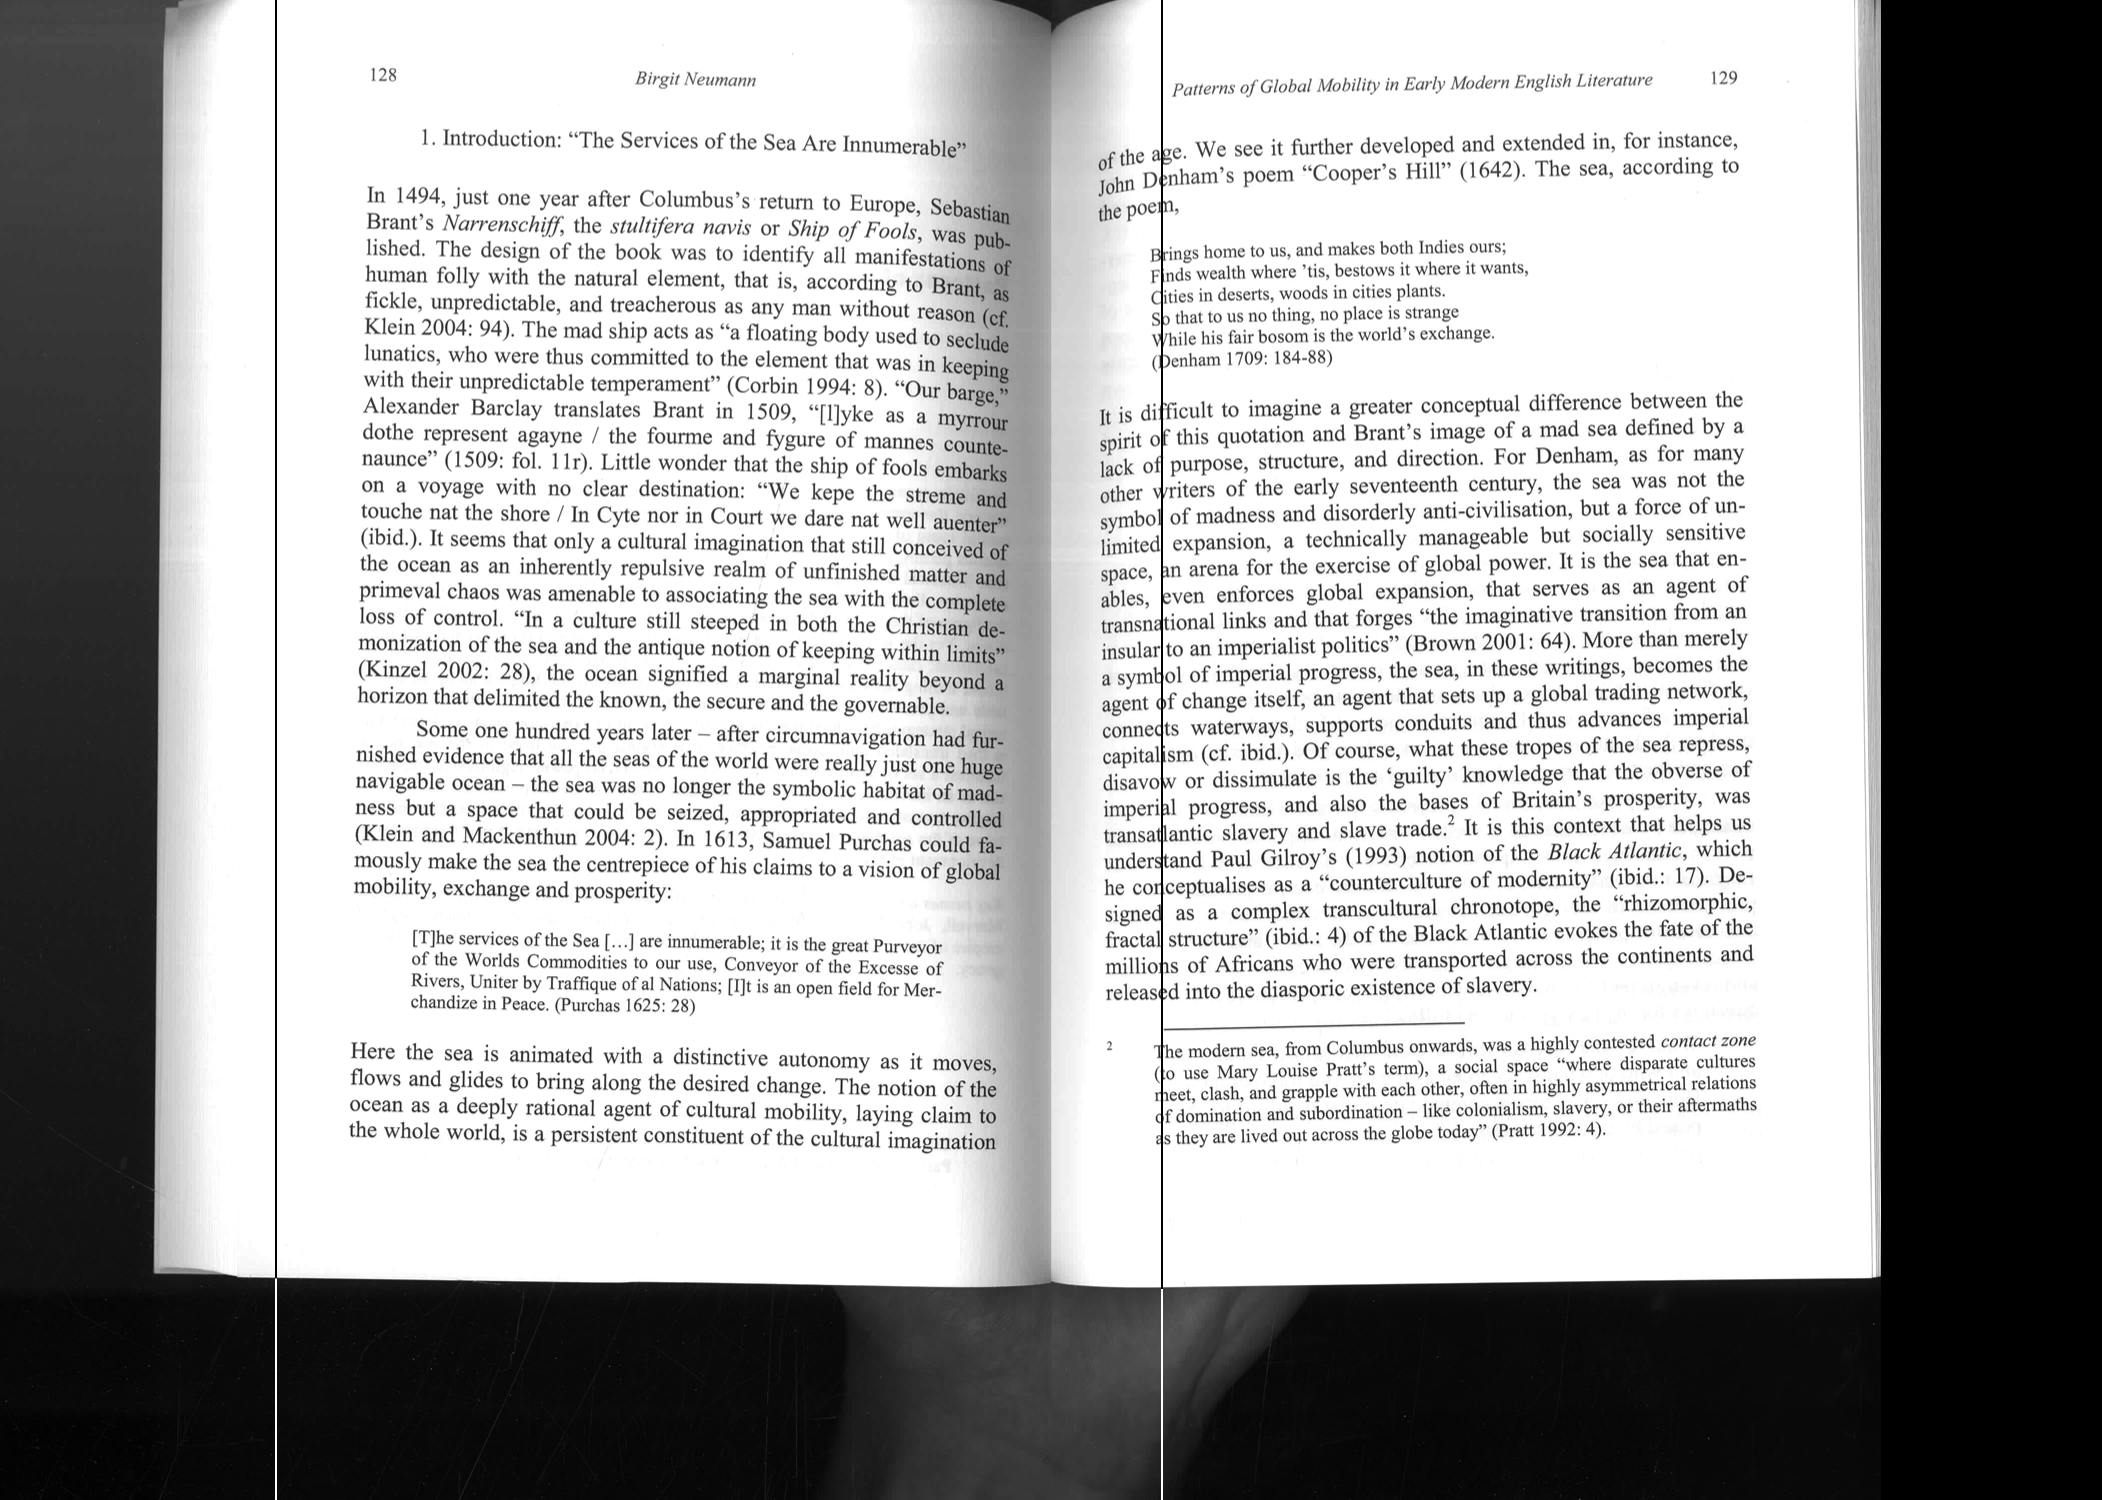 128
Birgit Neumann
1. Introduction: “The Services of the Sea Are Innumerable”
In 1494, just one year after Columbus’s return to Europe, Sebastian
Brant’s Narrenschiff, the stultifera navis or Ship of Fools, was pub-
lished. The design of the book was to identify all manifestations of
human folly with the natural element, that is, according to Brant, as
fickle, unpredictable, and treacherous as any man without reason (cf.
Klein 2004: 94). The mad ship acts as “a floating body used to seclude
lunatics, who were thus committed to the element that was in keeping
with their unpredictable temperament” (Corbin 1994: 8). “Our barge,”
Alexander Barclay translates Brant in 1509, “[l]yke as a myrrour
dothe represent agayne / the fourme and fygure of mannes counte-
naunce” (1509: fol. 11r). Little wonder that the ship of fools embarks
on a voyage with no clear destination: “We kepe the streme and
touche nat the shore / In Cyte nor in Court we dare nat well auenter”
(ibid.). It seems that only a cultural imagination that still conceived of
the ocean as an inherently repulsive realm of unfinished matter and
primeval chaos was amenable to associating the sea with the complete
loss of control. “In a culture still steeped in both the Christian de-
monization of the sea and the antique notion of keeping within limits”
(Kinzel 2002: 28), the ocean signified a marginal reality beyond a
horizon that delimited the known, the secure and the governable.
Some one hundred years later – after circumnavigation had fur-
nished evidence that all the seas of the world were really just one huge
navigable ocean – the sea was no longer the symbolic habitat of mad-
ness but a space that could be seized, appropriated and controlled
(Klein and Mackenthun 2004: 2). In 1613, Samuel Purchas could fa-
mously make the sea the centrepiece of his claims to a vision of global
mobility, exchange and prosperity:
[T]he services of the Sea […] are innumerable; it is the great Purveyor
of the Worlds Commodities to our use, Conveyor of the Excesse of
Rivers, Uniter by Traffique of al Nations; [I]t is an open field for Mer-
chandize in Peace. (Purchas 1625: 28)
Here the sea is animated with a distinctive autonomy as it moves,
flows and glides to bring along the desired change. The notion of the
ocean as a deeply rational agent of cultural mobility, laying claim to
the whole world, is a persistent constituent of the cultural imagination
Patterns of Global Mobility in Early Modern English Literature
129
of the age. We see it further developed and extended in, for instance,
John Denham’s poem “Cooper’s Hill” (1642). The sea, according to
the poem,
Brings home to us, and makes both Indies ours;
Finds wealth where ’tis, bestows it where it wants,
Cities in deserts, woods in cities plants.
So that to us no thing, no place is strange
While his fair bosom is the world’s exchange.
(Denham 1709: 184-88)
It is difficult to imagine a greater conceptual difference between the
spirit of this quotation and Brant’s image of a mad sea defined by a
lack of purpose, structure, and direction. For Denham, as for many
other writers of the early seventeenth century, the sea was not the
symbol of madness and disorderly anti-civilisation, but a force of un-
limited expansion, a technically manageable but socially sensitive
space, an arena for the exercise of global power. It is the sea that en-
ables, even enforces global expansion, that serves as an agent of
transnational links and that forges “the imaginative transition from an
insular to an imperialist politics” (Brown 2001: 64). More than merely
a symbol of imperial progress, the sea, in these writings, becomes the
agent of change itself, an agent that sets up a global trading network,
connects waterways, supports conduits and thus advances imperial
capitalism (cf. ibid.). Of course, what these tropes of the sea repress,
disavow or dissimulate is the ‘guilty’ knowledge that the obverse of
imperial progress, and also the bases of Britain’s prosperity, was
transatlantic slavery and slave trade.² It is this context that helps us
understand Paul Gilroy’s (1993) notion of the Black Atlantic, which
he conceptualises as a “counterculture of modernity” (ibid.: 17). De-
signed as a complex transcultural chronotope, the “rhizomorphic,
fractal structure” (ibid.: 4) of the Black Atlantic evokes the fate of the
millions of Africans who were transported across the continents and
released into the diasporic existence of slavery.
2 The modern sea, from Columbus onwards, was a highly contested contact zone
(to use Mary Louise Pratt’s term), a social space “where disparate cultures
meet, clash, and grapple with each other, often in highly asymmetrical relations
of domination and subordination – like colonialism, slavery, or their aftermaths
as they are lived out across the globe today” (Pratt 1992: 4).